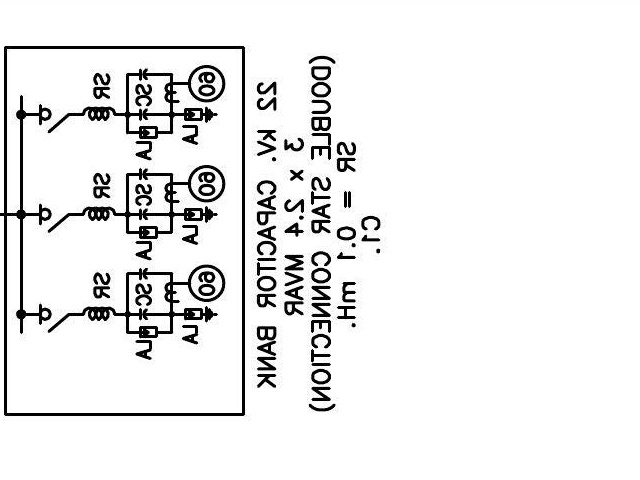 SR
SR
SR
SC
LA
SC
LA
SC
LA
60
LA
60
LA
60
LA
22 kV. CAPACITOR BANK
3 x 2.4 MVAR
(DOUBLE STAR CONNECTION)
SR = 0.1 mH.
C1.